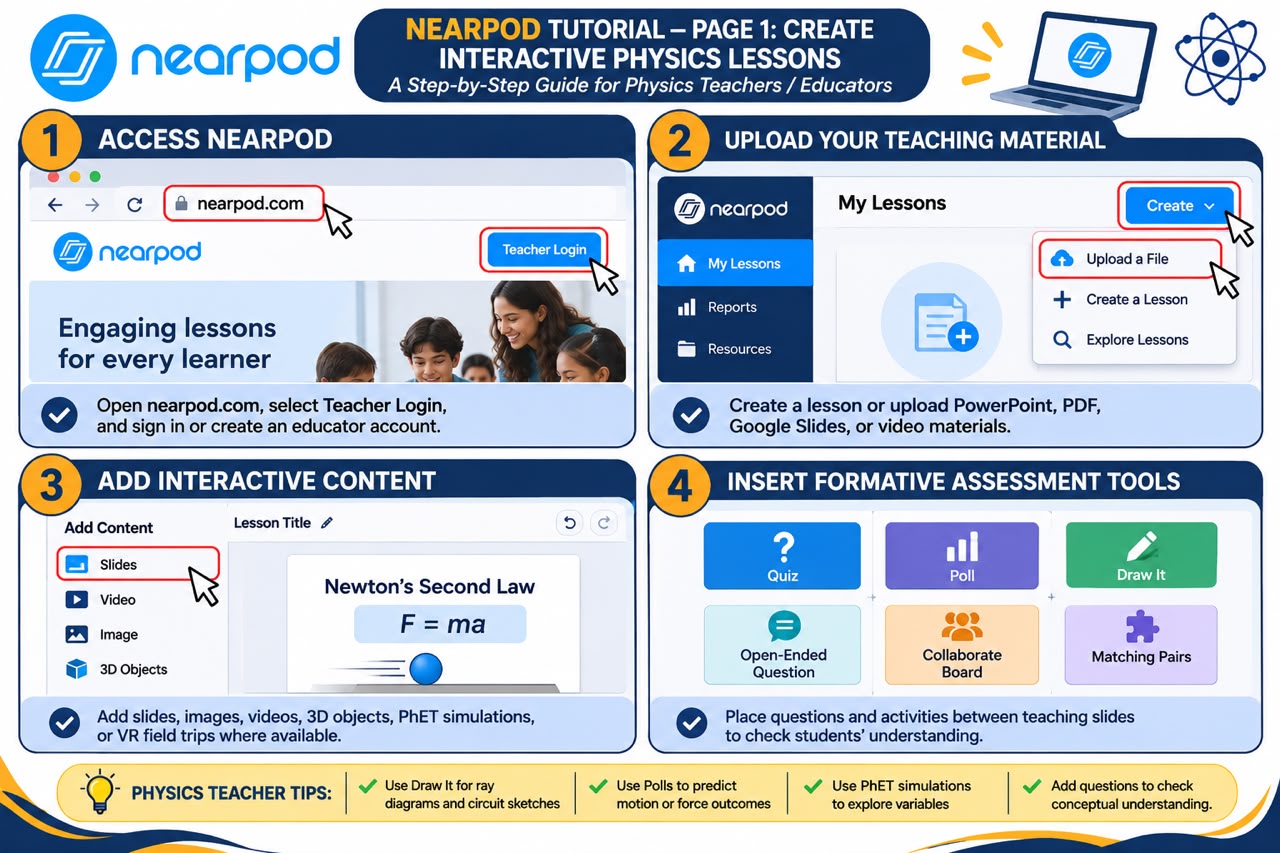 nearpod
NEARPOD TUTORIAL – PAGE 1: CREATE
INTERACTIVE PHYSICS LESSONS
A Step-by-Step Guide for Physics Teachers / Educators
1 ACCESS NEARPOD
nearpod.com
nearpod
Teacher Login
Engaging lessons
for every learner
Open nearpod.com, select Teacher Login,
and sign in or create an educator account.
2 UPLOAD YOUR TEACHING MATERIAL
nearpod
My Lessons
Reports
Resources
My Lessons
Create
Upload a File
Create a Lesson
Explore Lessons
Create a lesson or upload PowerPoint, PDF,
Google Slides, or video materials.
3 ADD INTERACTIVE CONTENT
Add Content
Slides
Video
Image
3D Objects
Lesson Title
Newton's Second Law
F = ma
Add slides, images, videos, 3D objects, PhET simulations,
or VR field trips where available.
4 INSERT FORMATIVE ASSESSMENT TOOLS
?
Quiz
Poll
Draw It
Open-Ended
Question
Collaborate
Board
Matching Pairs
Place questions and activities between teaching slides
to check students' understanding.
PHYSICS TEACHER TIPS:
Use Draw It for ray
diagrams and circuit sketches
Use Polls to predict
motion or force outcomes
Use PhET simulations
to explore variables
Add questions to check
conceptual understanding.